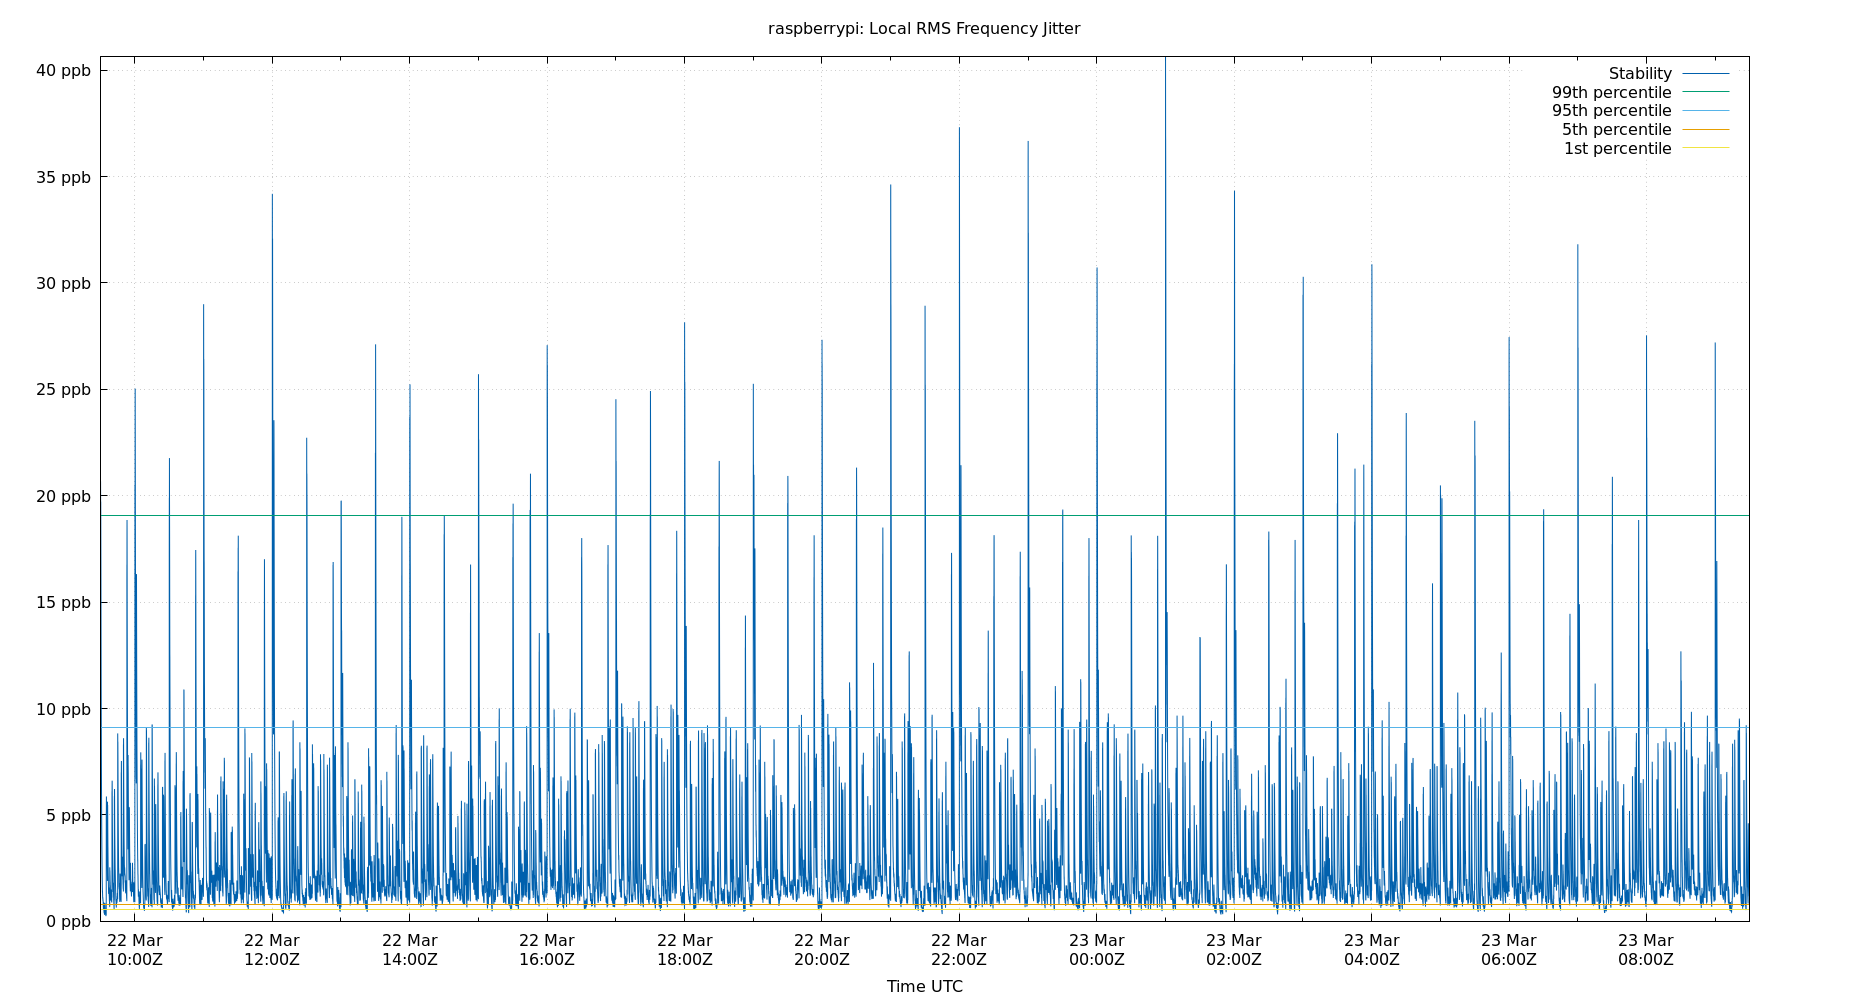 raspberrypi: Local RMS Frequency Jitter
40 ppb
35 ppb
30 ppb
25 ppb
20 ppb
15 ppb
10 ppb
5 ppb
0 ppb
Stability
99th percentile
95th percentile
5th percentile
1st percentile
22 Mar 22 Mar 22 Mar 22 Mar 22 Mar 22 Mar 22 Mar 23 Mar 23 Mar 23 Mar 23 Mar 23 Mar
10:00Z 12:00Z 14:00Z 16:00Z 18:00Z 20:00Z 22:00Z 00:00Z 02:00Z 04:00Z 06:00Z 08:00Z
Time UTC